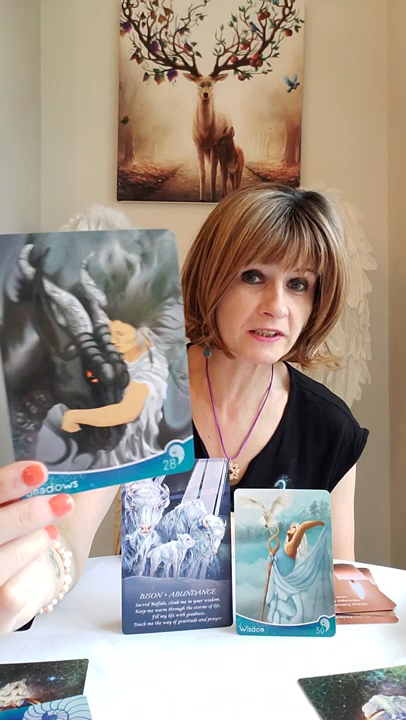 Shadows
28
BISON • ABUNDANCE
Sacred Buffalo, cloak me in your wisdom.
Keep me warm through the storms of life.
Fill my life with goodness.
Teach me the way of gratitude and prayer.
Wisdom
30